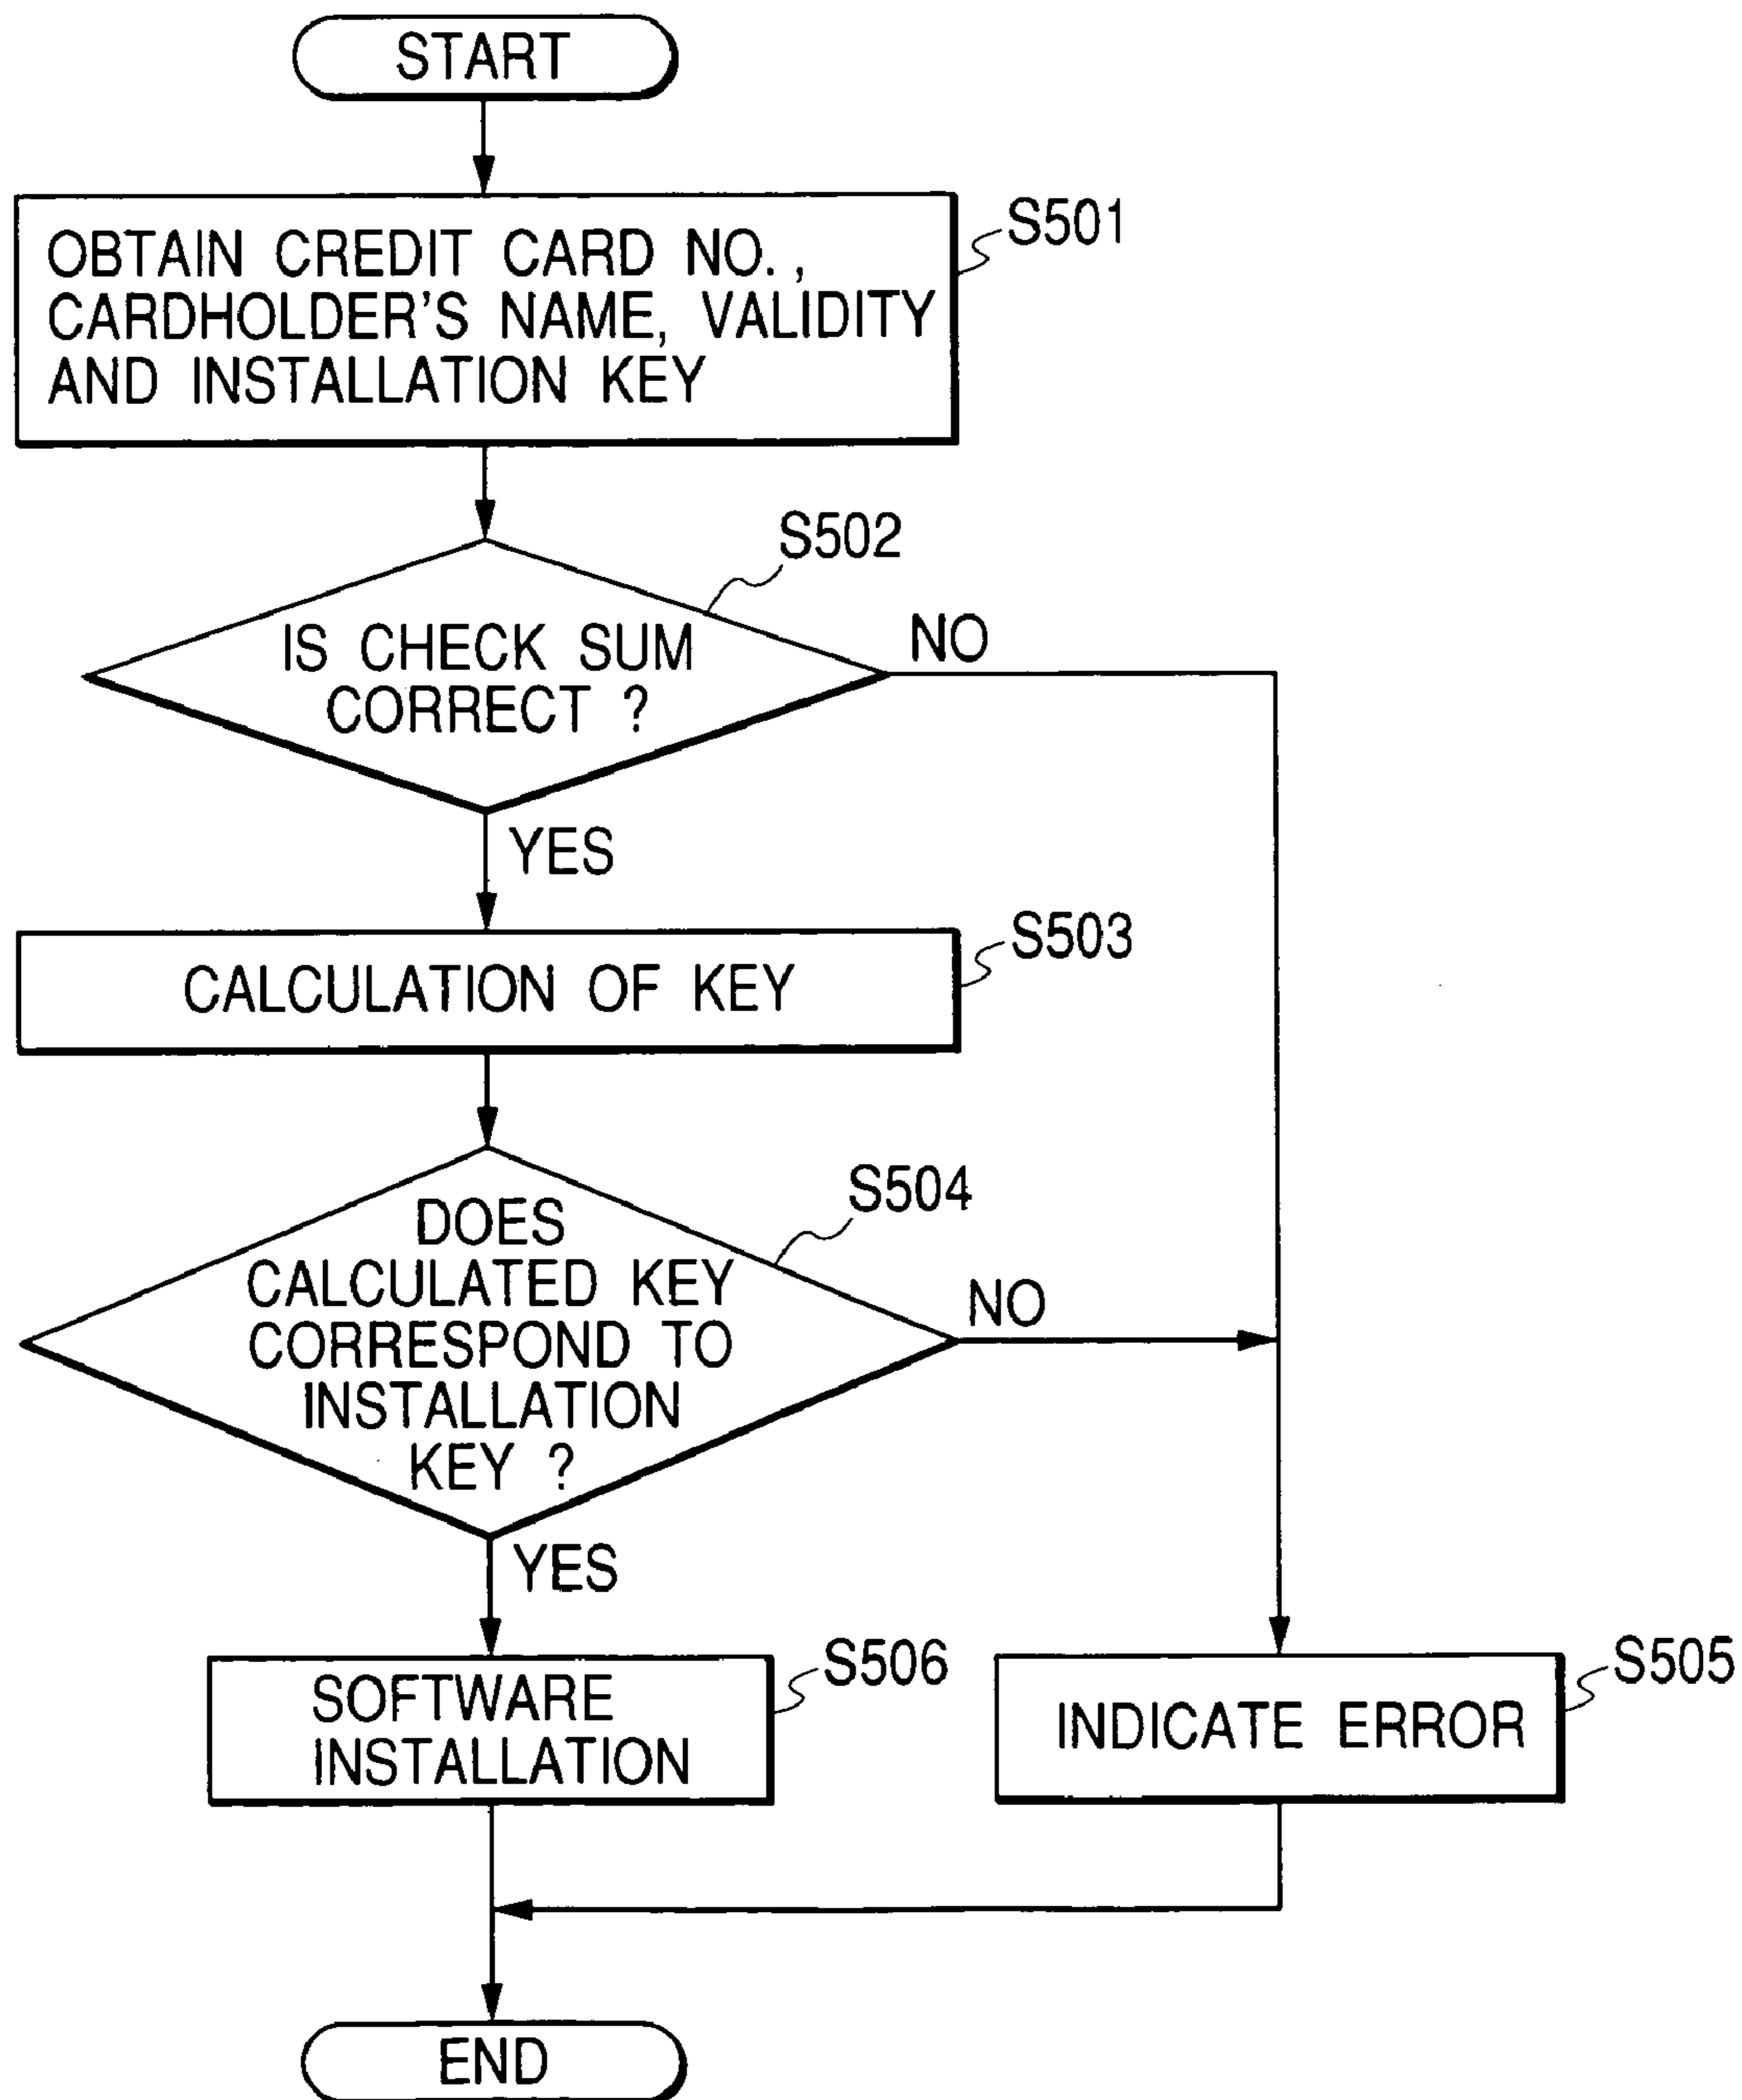 START
S501
OBTAIN CREDIT CARD NO.,
CARDHOLDER'S NAME, VALIDITY
AND INSTALLATION KEY
S502
IS CHECK SUM
CORRECT ?
NO
YES
S503
CALCULATION OF KEY
S504
DOES
CALCULATED KEY
CORRESPOND TO
INSTALLATION
KEY ?
NO
YES
S506
SOFTWARE
INSTALLATION
S505
INDICATE ERROR
END